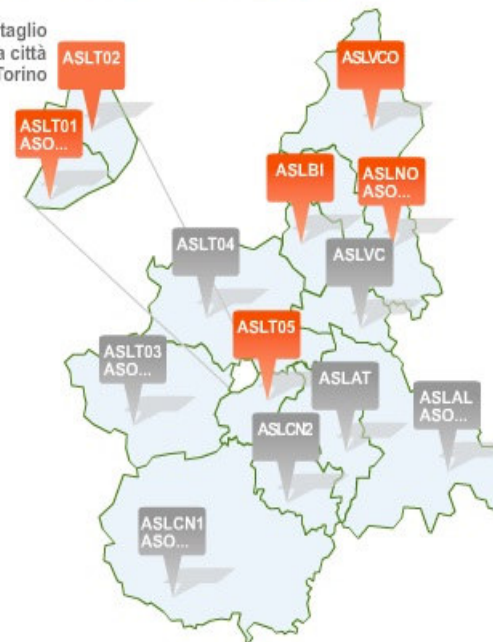 taglio
a città
Torino
ASLT02
ASLVCO
ASLT01
ASO...
ASLBI
ASLNO
ASO...
ASLT04
ASLVC
ASLT05
ASLT03
ASO...
ASLAT
ASLAL
ASO...
ASLCN2
ASLCN1
ASO...